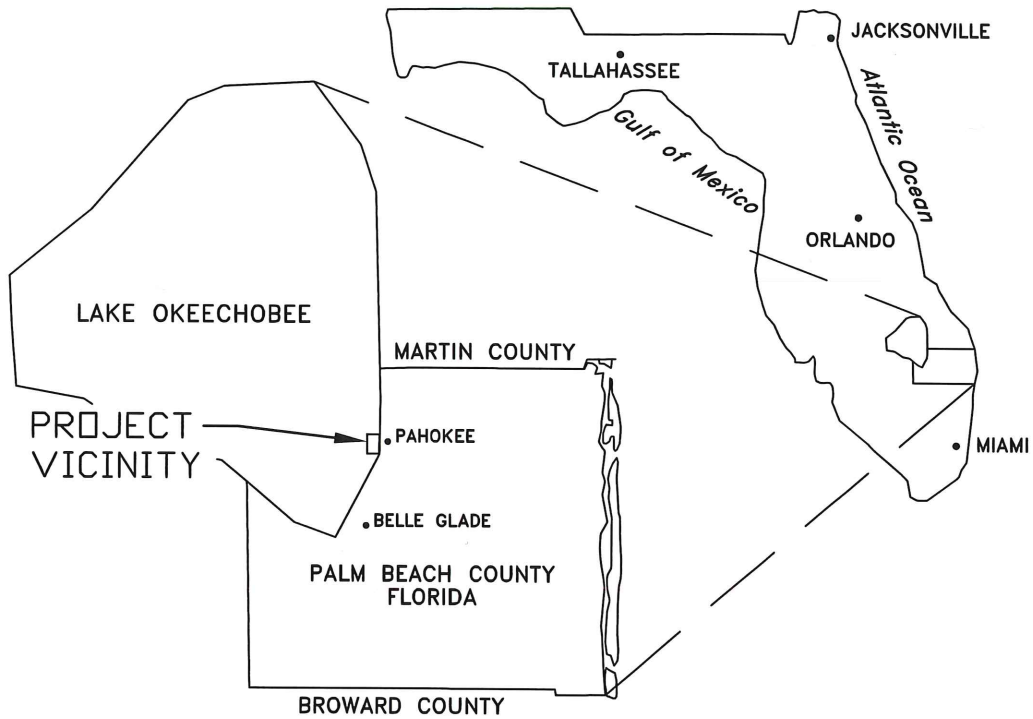 JACKSONVILLE
TALLAHASSEE
Atlantic Ocean
Gulf of Mexico
ORLANDO
LAKE OKEECHOBEE
MARTIN COUNTY
PROJECT
VICINITY
PAHOKEE
MIAMI
BELLE GLADE
PALM BEACH COUNTY
FLORIDA
BROWARD COUNTY